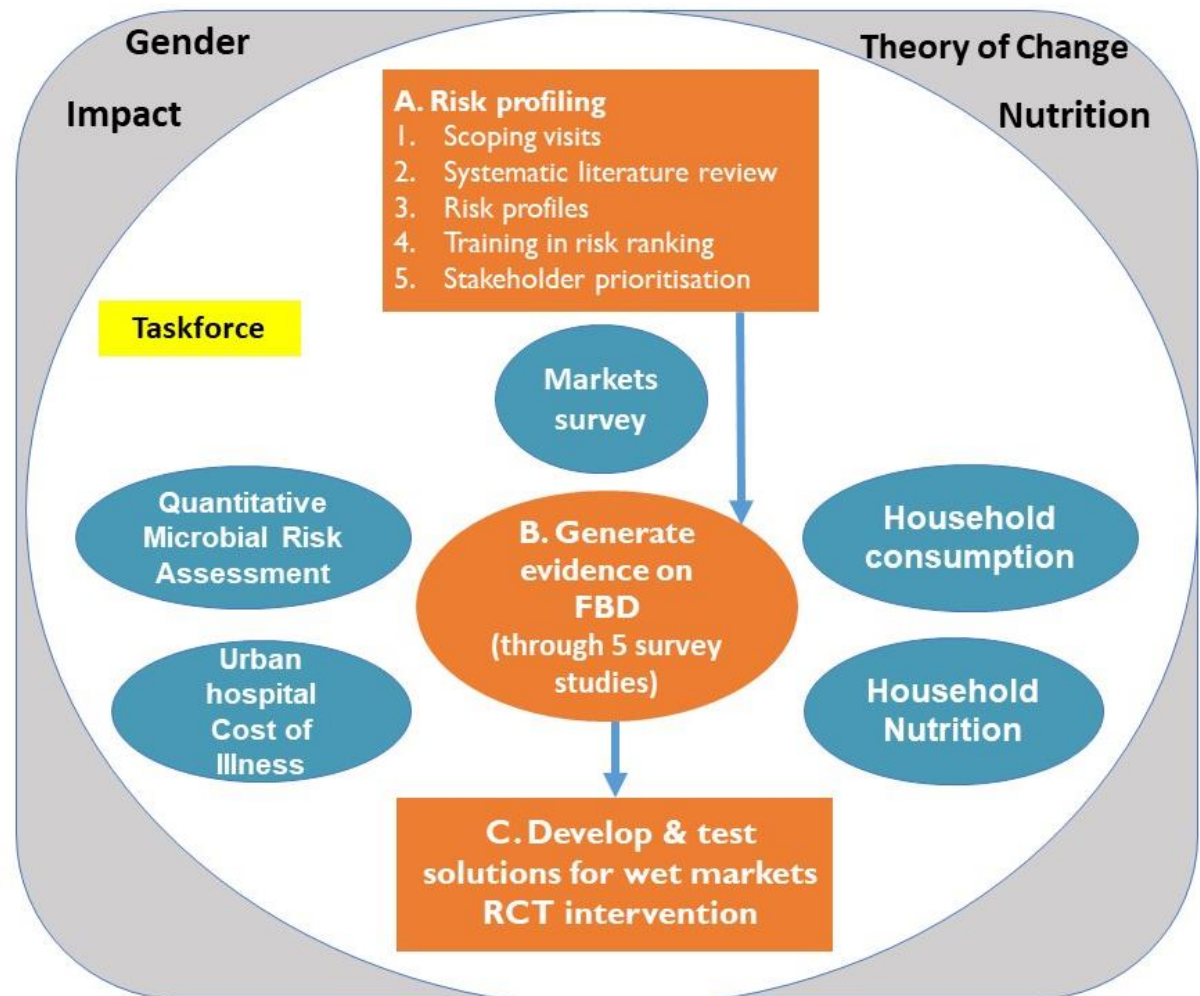 Gender
Theory of Change
Impact
Nutrition
A. Risk profiling
1. Scoping visits
2. Systematic literature review
3. Risk profiles
4. Training in risk ranking
5. Stakeholder prioritisation
Taskforce
Markets
survey
Quantitative
Microbial Risk
Assessment
B. Generate
evidence on
FBD
(through 5 survey
studies)
Household
consumption
Urban
hospital
Cost of
Illness
Household
Nutrition
C. Develop & test
solutions for wet markets
RCT intervention